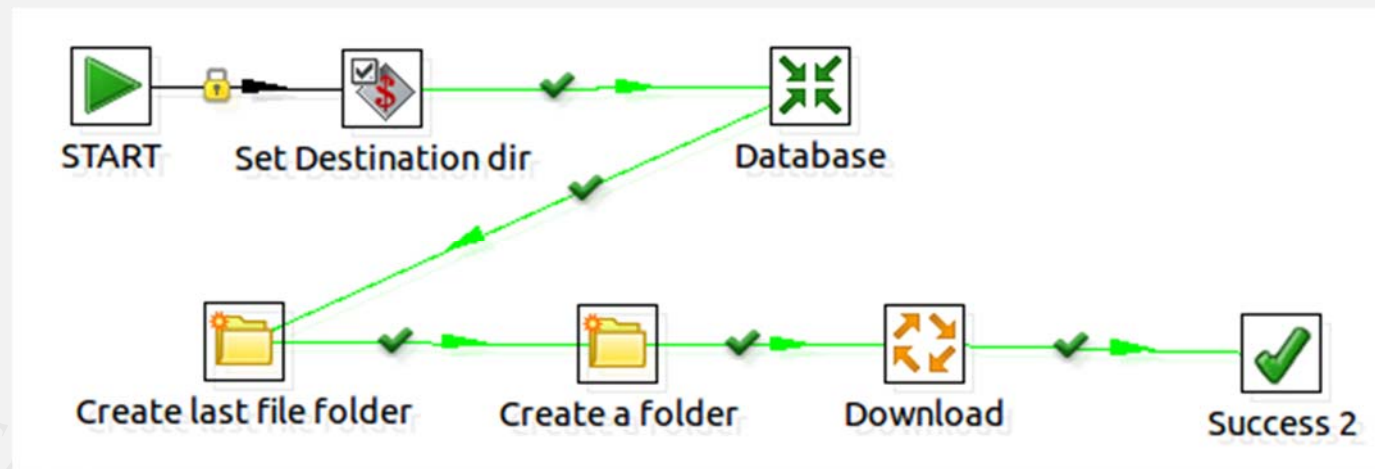 START
Set Destination dir
Database
Create last file folder
Create a folder
Download
Success 2